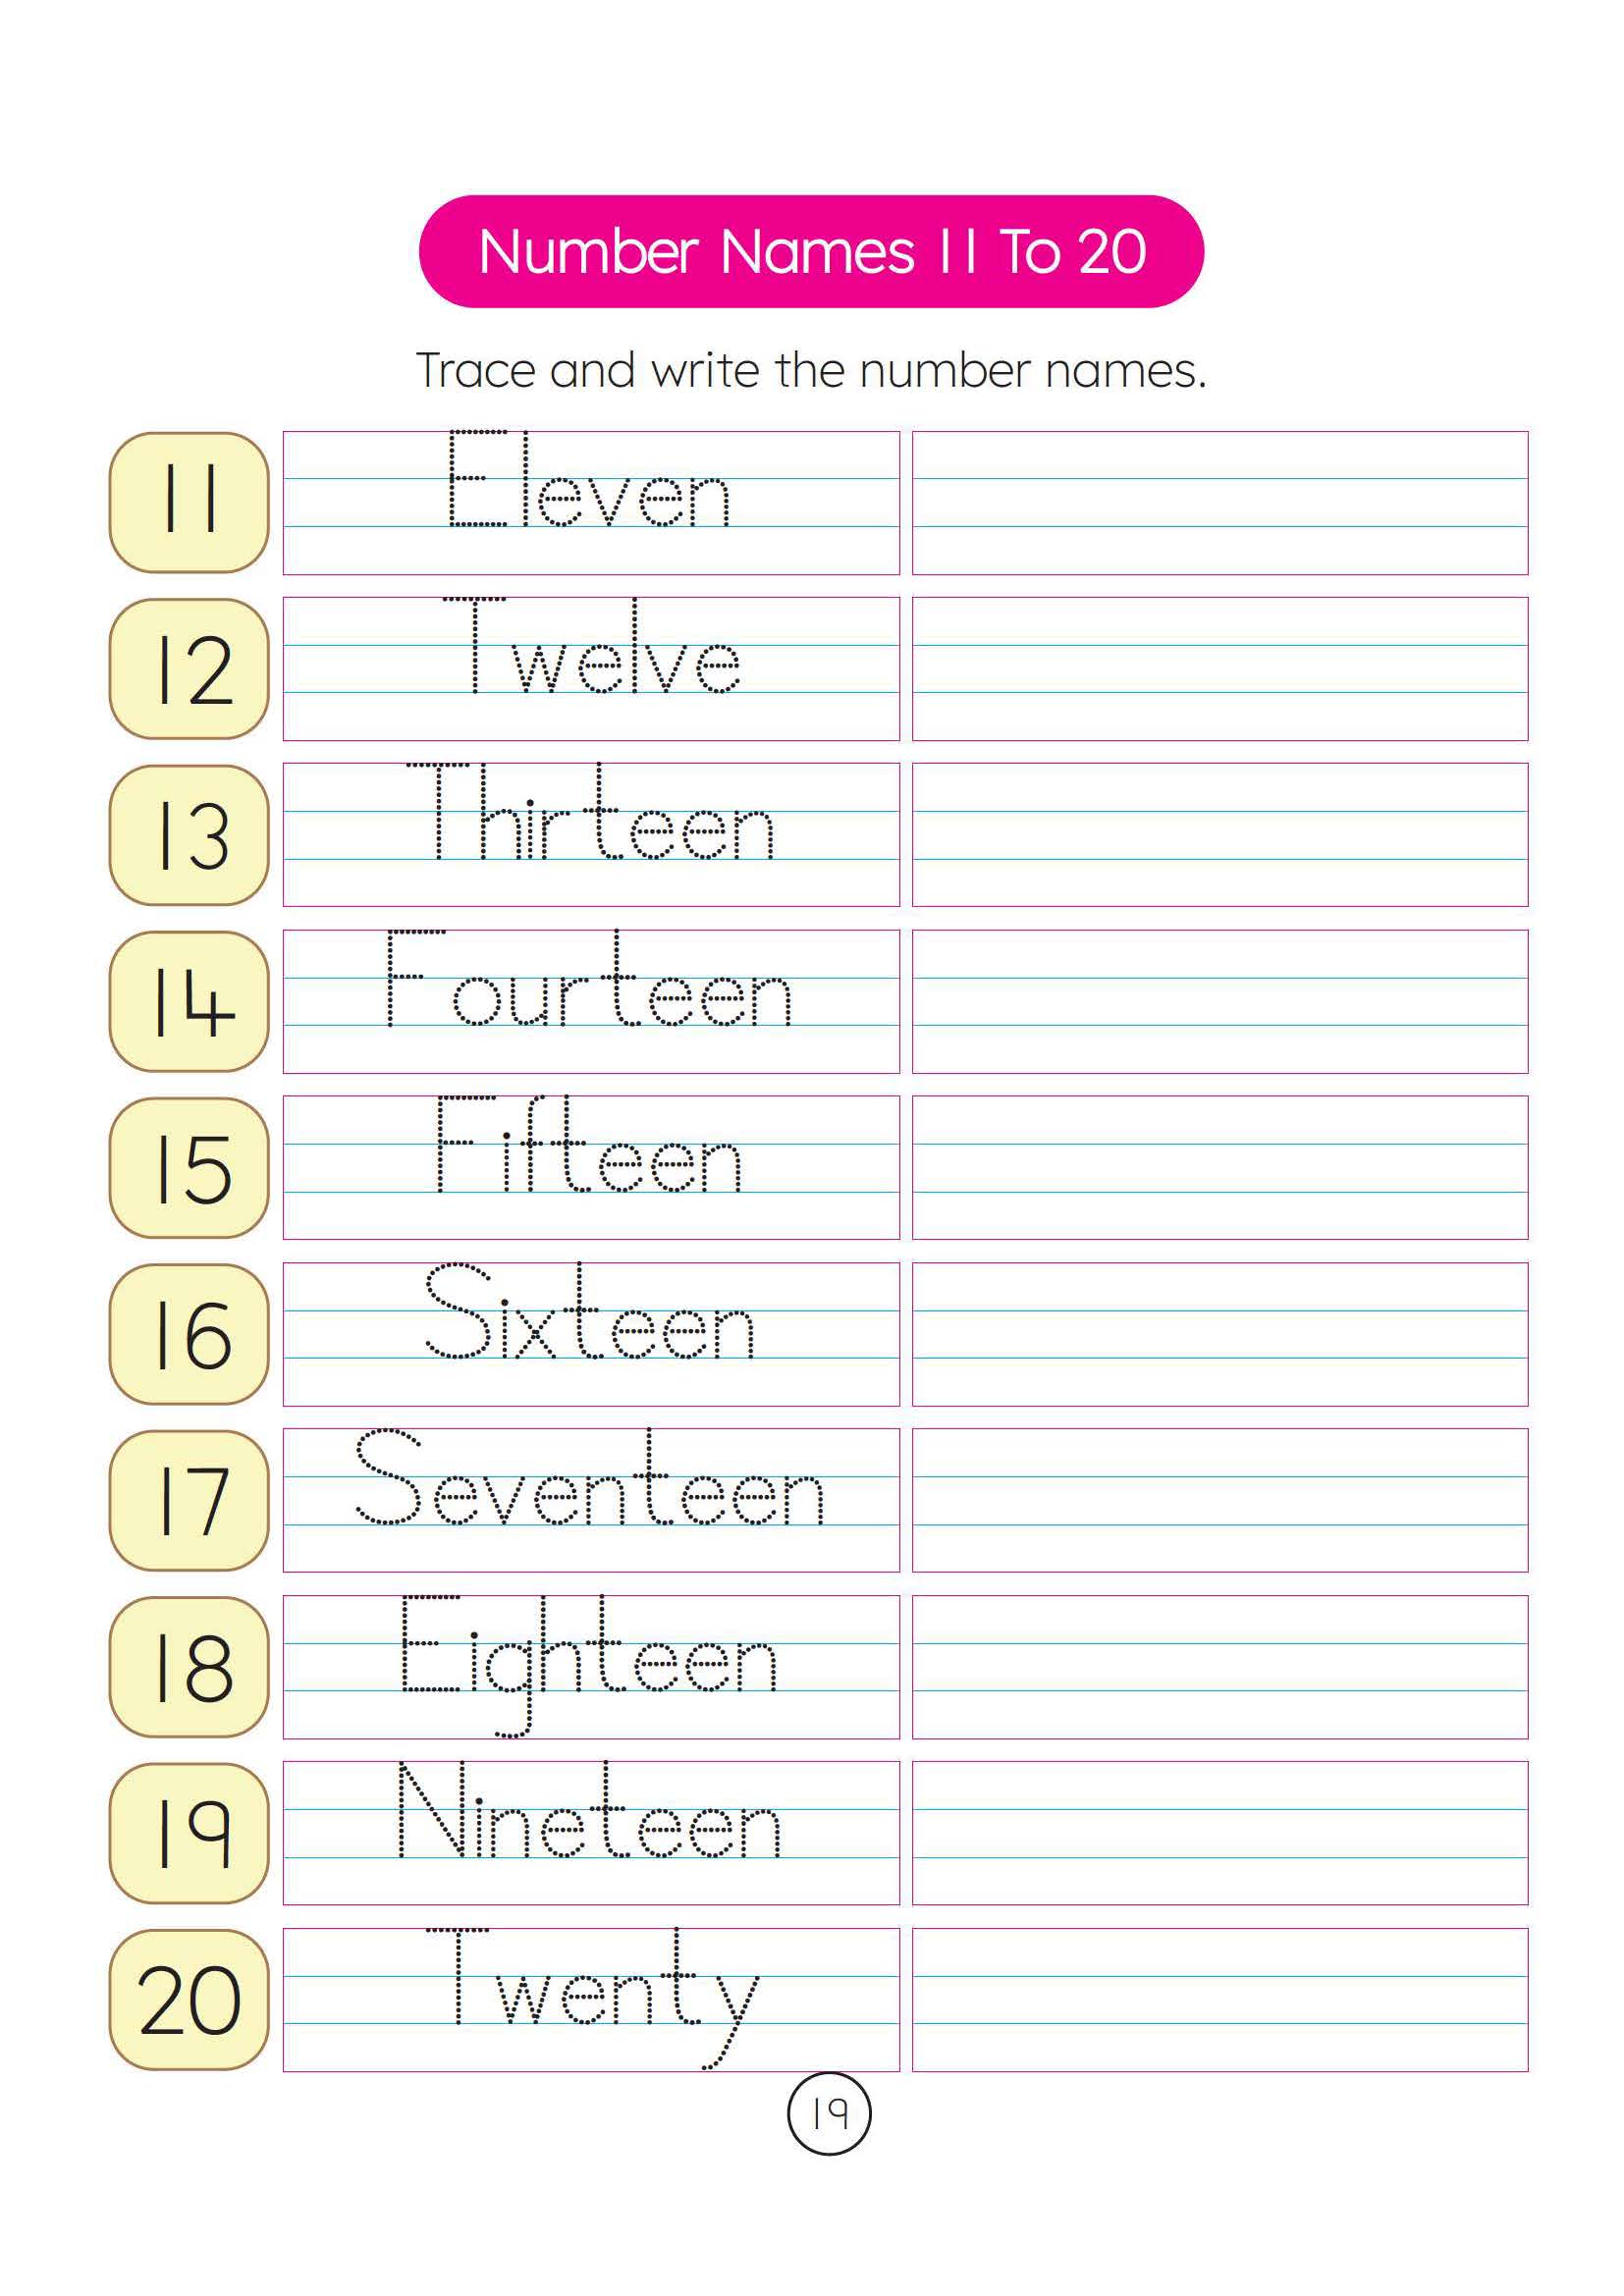 Number Names 11 To 20
Trace and write the number names.
11 Eleven
12 Twelve
13 Thirteen
14 Fourteen
15 Fifteen
16 Sixteen
17 Seventeen
18 Eighteen
19 Nineteen
20 Twenty
19